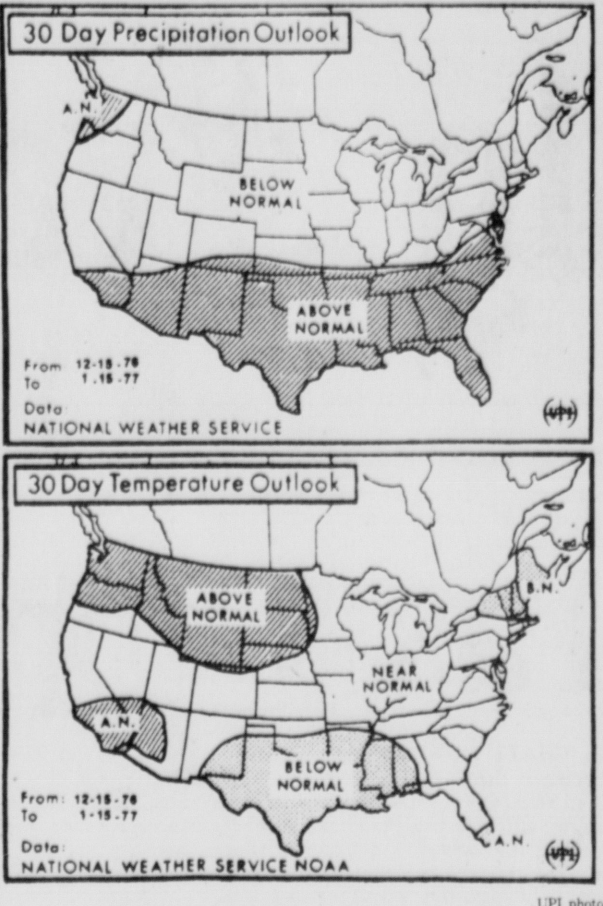 30 Day Precipitation Outlook
A.N.
BELOW
NORMAL
ABOVE
NORMAL
From: 12-15-76
To 1-15-77
Data:
NATIONAL WEATHER SERVICE
UPI
30 Day Temperature Outlook
ABOVE
NORMAL
B.N.
NEAR
NORMAL
A.N.
BELOW
NORMAL
From: 12-15-76
To 1-15-77
A.N.
Data:
NATIONAL WEATHER SERVICE NOAA
UPI
UPI photo